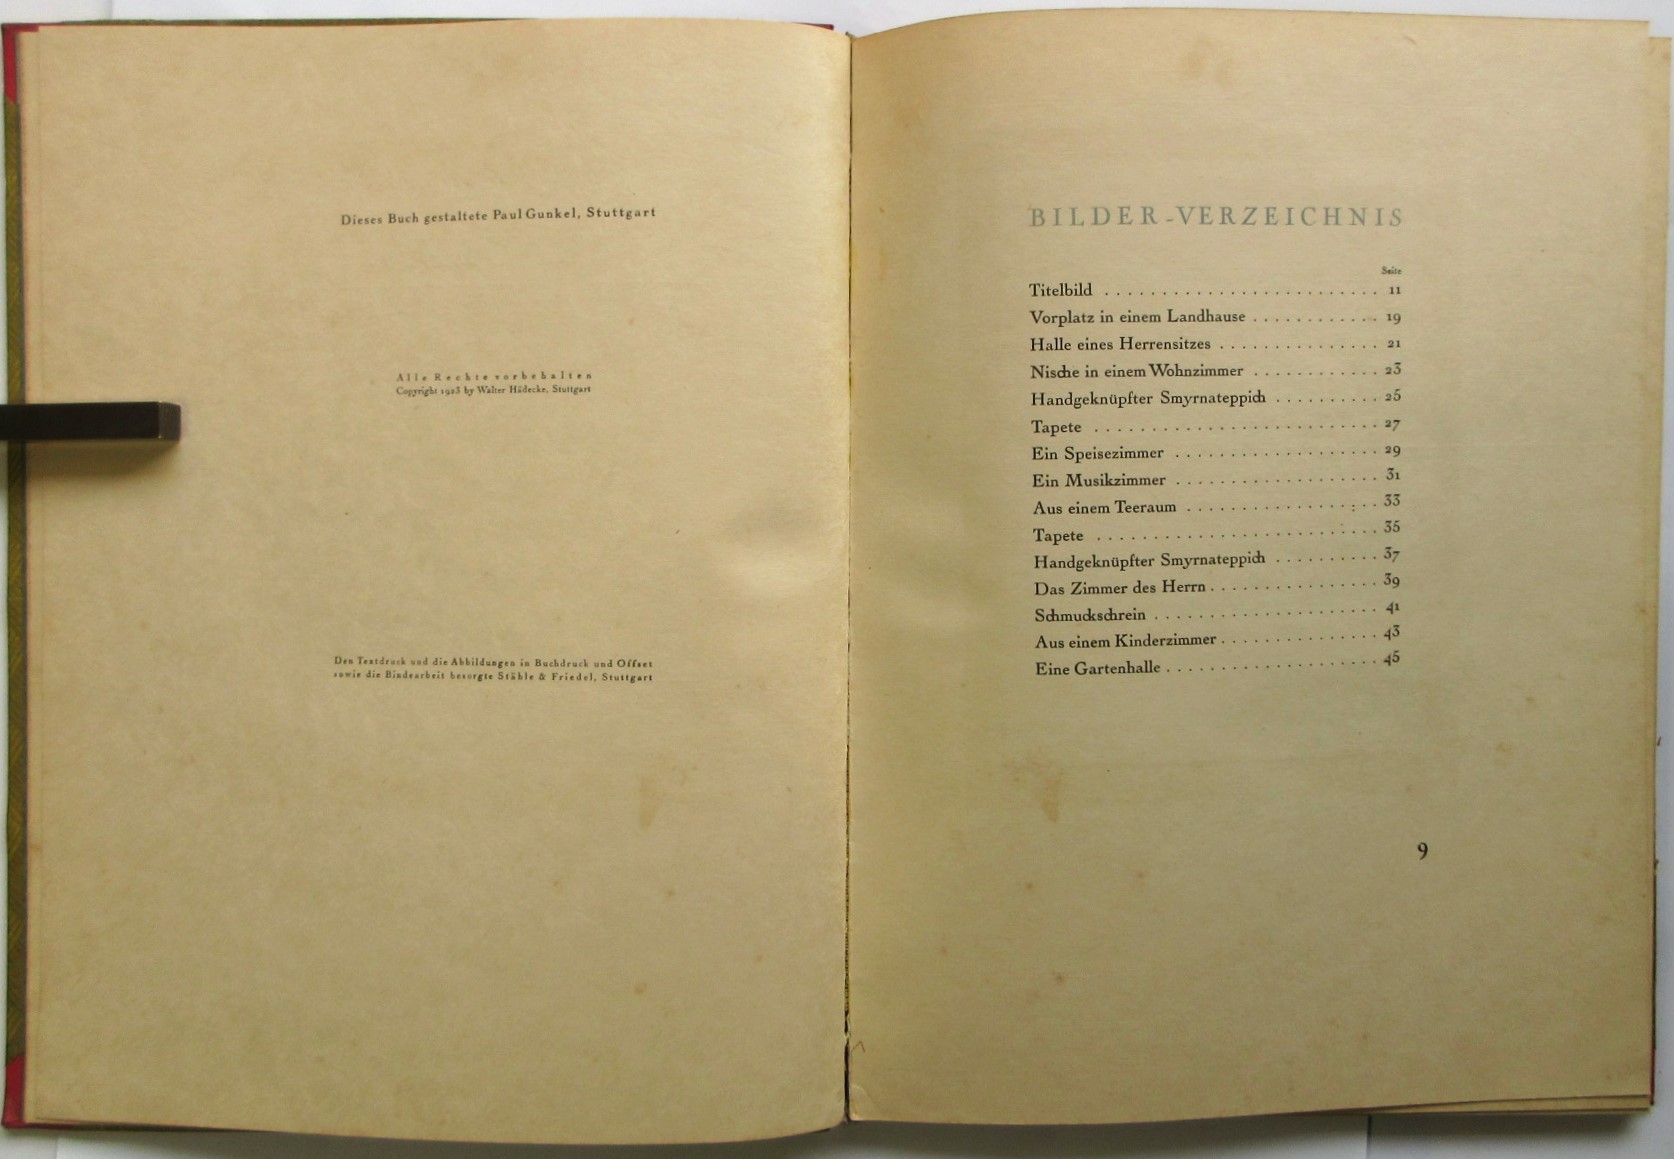 Dieses Buch gestaltete Paul Gunkel, Stuttgart
Alle Rechte vorbehalten
Copyright 1923 by Walter Hädecke, Stuttgart
Den Textdruck und die Abbildungen in Buchdruck und Offset
sowie die Bindearbeit besorgte Stähle & Friedel, Stuttgart
BILDER-VERZEICHNIS
Seite
Titelbild . . . . . . . . . . . . . . . . . . . . . . . . 11
Vorplatz in einem Landhause . . . . . . . . . . . 19
Halle eines Herrensitzes . . . . . . . . . . . . . . 21
Nische in einem Wohnzimmer . . . . . . . . . . . 23
Handgeknüpfter Smyrnateppich . . . . . . . . . 25
Tapete . . . . . . . . . . . . . . . . . . . . . . . . . 27
Ein Speisezimmer . . . . . . . . . . . . . . . . . . 29
Ein Musikzimmer . . . . . . . . . . . . . . . . . . 31
Aus einem Teeraum . . . . . . . . . . . . . . . . . 33
Tapete . . . . . . . . . . . . . . . . . . . . . . . . . 35
Handgeknüpfter Smyrnateppich . . . . . . . . . 37
Das Zimmer des Herrn . . . . . . . . . . . . . . . 39
Schmuckschrein . . . . . . . . . . . . . . . . . . . . 41
Aus einem Kinderzimmer . . . . . . . . . . . . . . 43
Eine Gartenhalle . . . . . . . . . . . . . . . . . . . 45
9